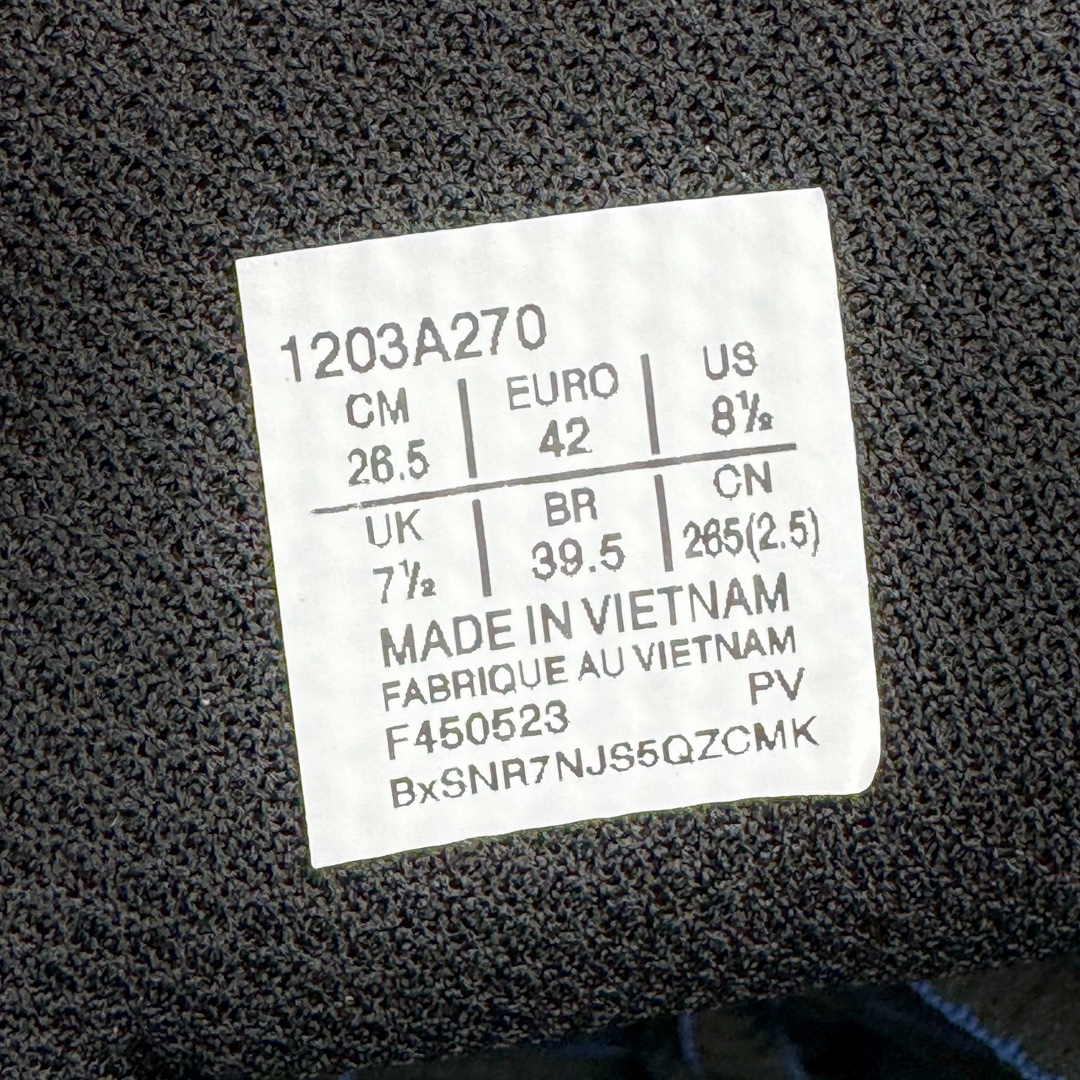 1203A270
CM EURO US
26.5 42 8½
UK BR CN
7½ 39.5 265(2.5)
MADE IN VIETNAM
FABRIQUE AU VIETNAM
F450523 PV
BxSNR7NJS5QZCMK